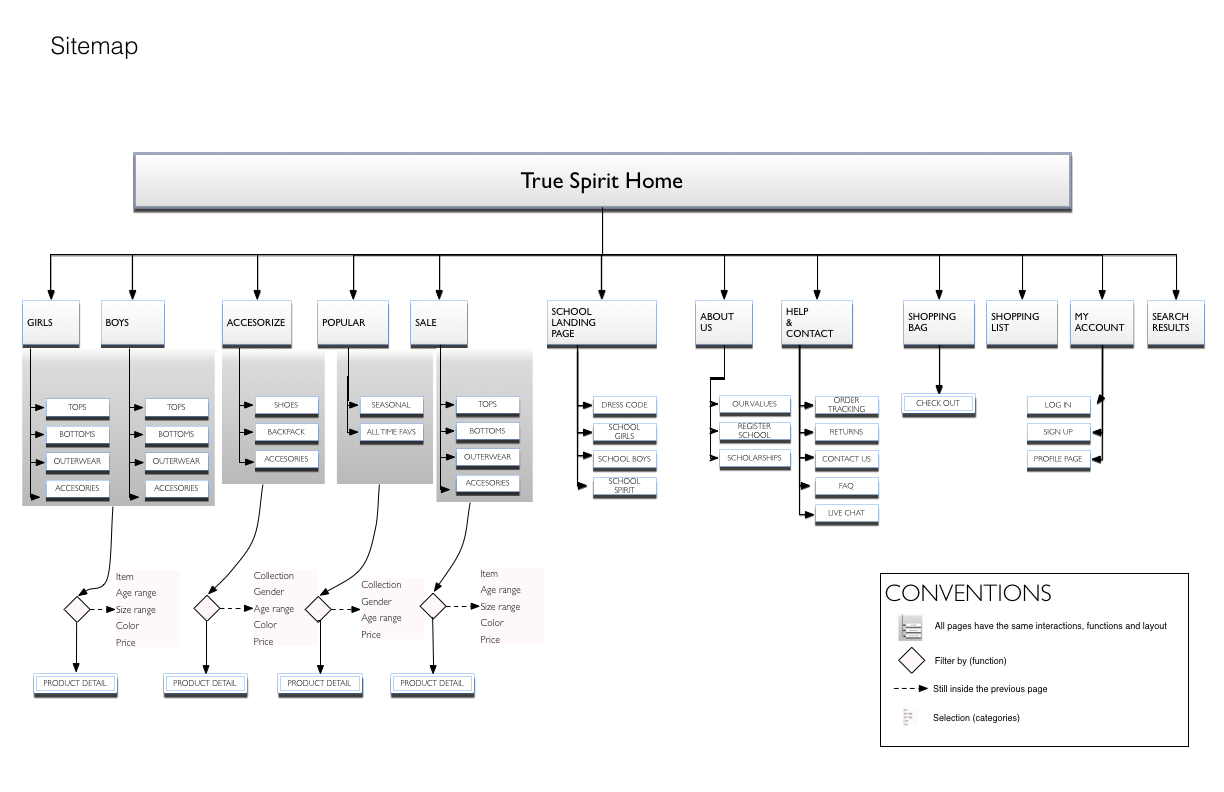 Sitemap
True Spirit Home
GIRLS
BOYS
ACCESORIZE
POPULAR
SALE
SCHOOL
LANDING
PAGE
ABOUT
US
HELP
&
CONTACT
SHOPPING
BAG
SHOPPING
LIST
MY
ACCOUNT
SEARCH
RESULTS
TOPS
BOTTOMS
OUTERWEAR
ACCESORIES
TOPS
BOTTOMS
OUTERWEAR
ACCESORIES
SHOES
BACKPACK
ACCESORIES
SEASONAL
ALL TIME FAVS
TOPS
BOTTOMS
OUTERWEAR
ACCESORIES
DRESS CODE
SCHOOL
GIRLS
SCHOOL BOYS
SCHOOL
SPIRIT
OUR VALUES
REGISTER
SCHOOL
SCHOLARSHIPS
ORDER
TRACKING
RETURNS
CONTACT US
FAQ
LIVE CHAT
CHECK OUT
LOG IN
SIGN UP
PROFILE PAGE
Item
Age range
Size range
Color
Price
Collection
Gender
Age range
Color
Price
Collection
Gender
Age range
Price
Item
Age range
Size range
Color
Price
PRODUCT DETAIL
PRODUCT DETAIL
PRODUCT DETAIL
PRODUCT DETAIL
CONVENTIONS
All pages have the same interactions, functions and layout
Filter by (function)
Still inside the previous page
Selection (categories)